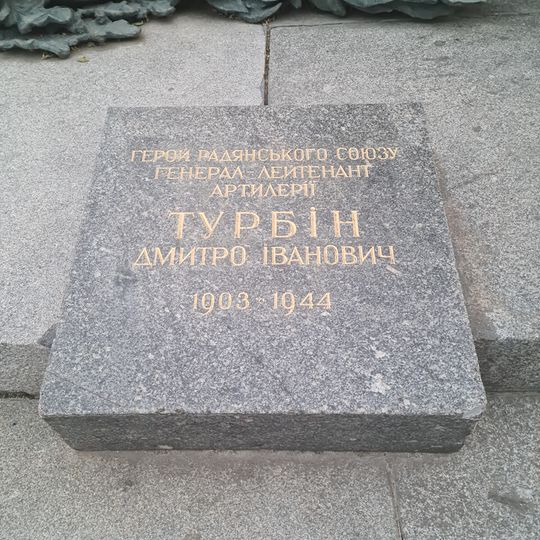 ГЕРОЙ РАДЯНСЬКОГО СОЮЗУ
ГЕНЕРАЛ ЛЕЙТЕНАНТ
АРТИЛЕРІЇ
ТУРБІН
ДМИТРО ІВАНОВИЧ
1903-1944